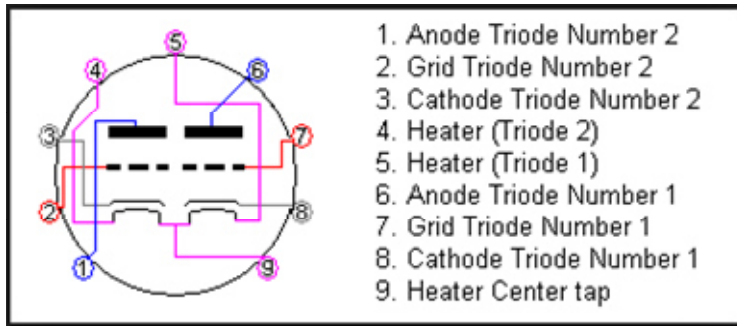 5
4
6
3
7
2
8
1
9
1. Anode Triode Number 2
2. Grid Triode Number 2
3. Cathode Triode Number 2
4. Heater (Triode 2)
5. Heater (Triode 1)
6. Anode Triode Number 1
7. Grid Triode Number 1
8. Cathode Triode Number 1
9. Heater Center tap